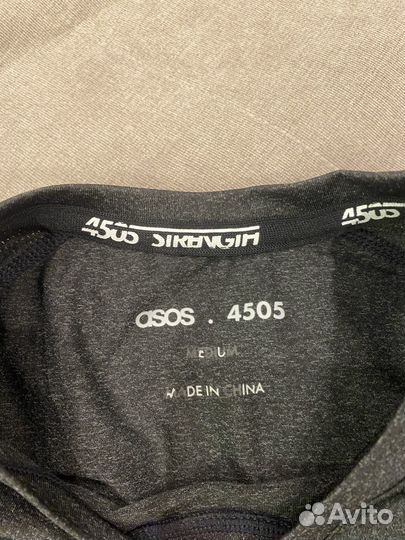 4505 STRENGTH 4505
asos . 4505
MEDIUM
MADE IN CHINA
Avito